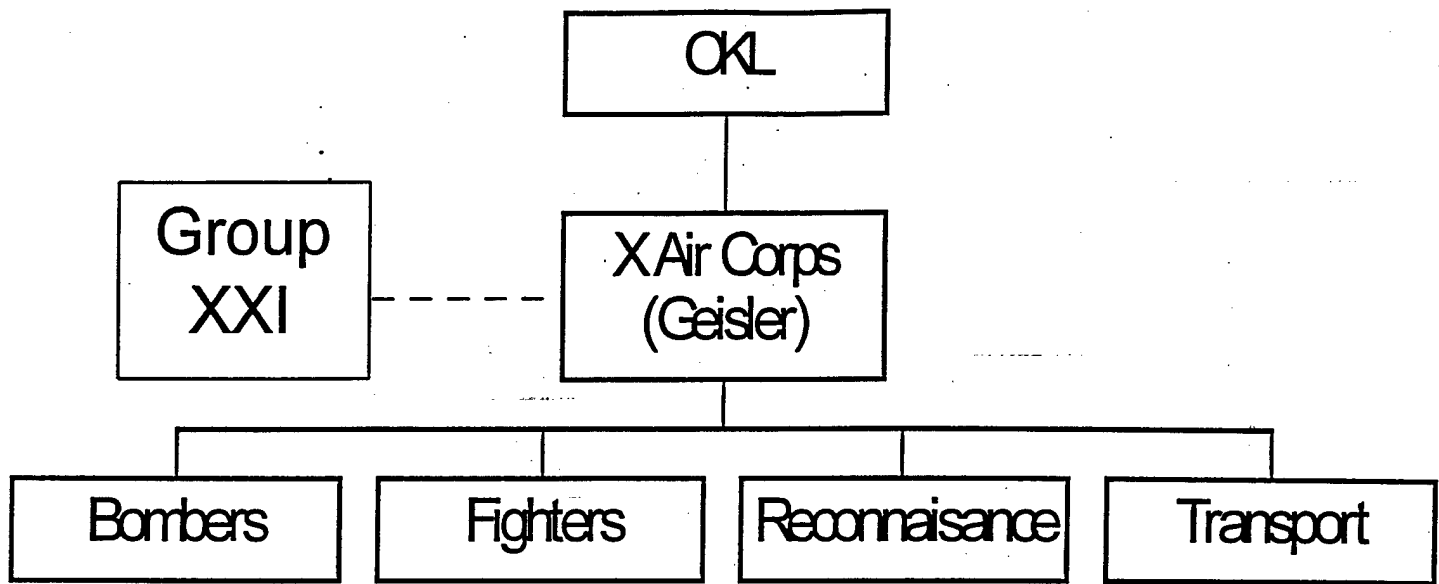 OKL
Group
XXI
X Air Corps
(Geisler)
Bombers
Fighters
Reconnaisance
Transport